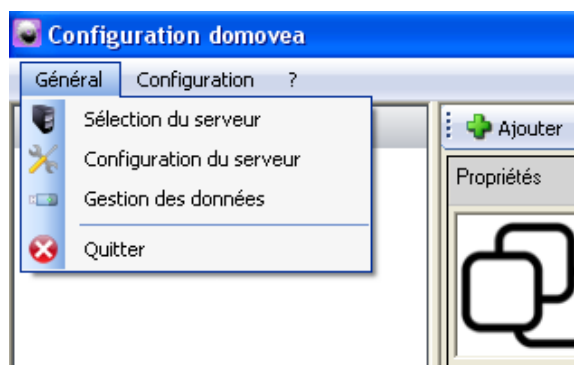 Configuration domovea
Général Configuration ?
Sélection du serveur
Ajouter
Configuration du serveur
Propriétés
Gestion des données
Quitter